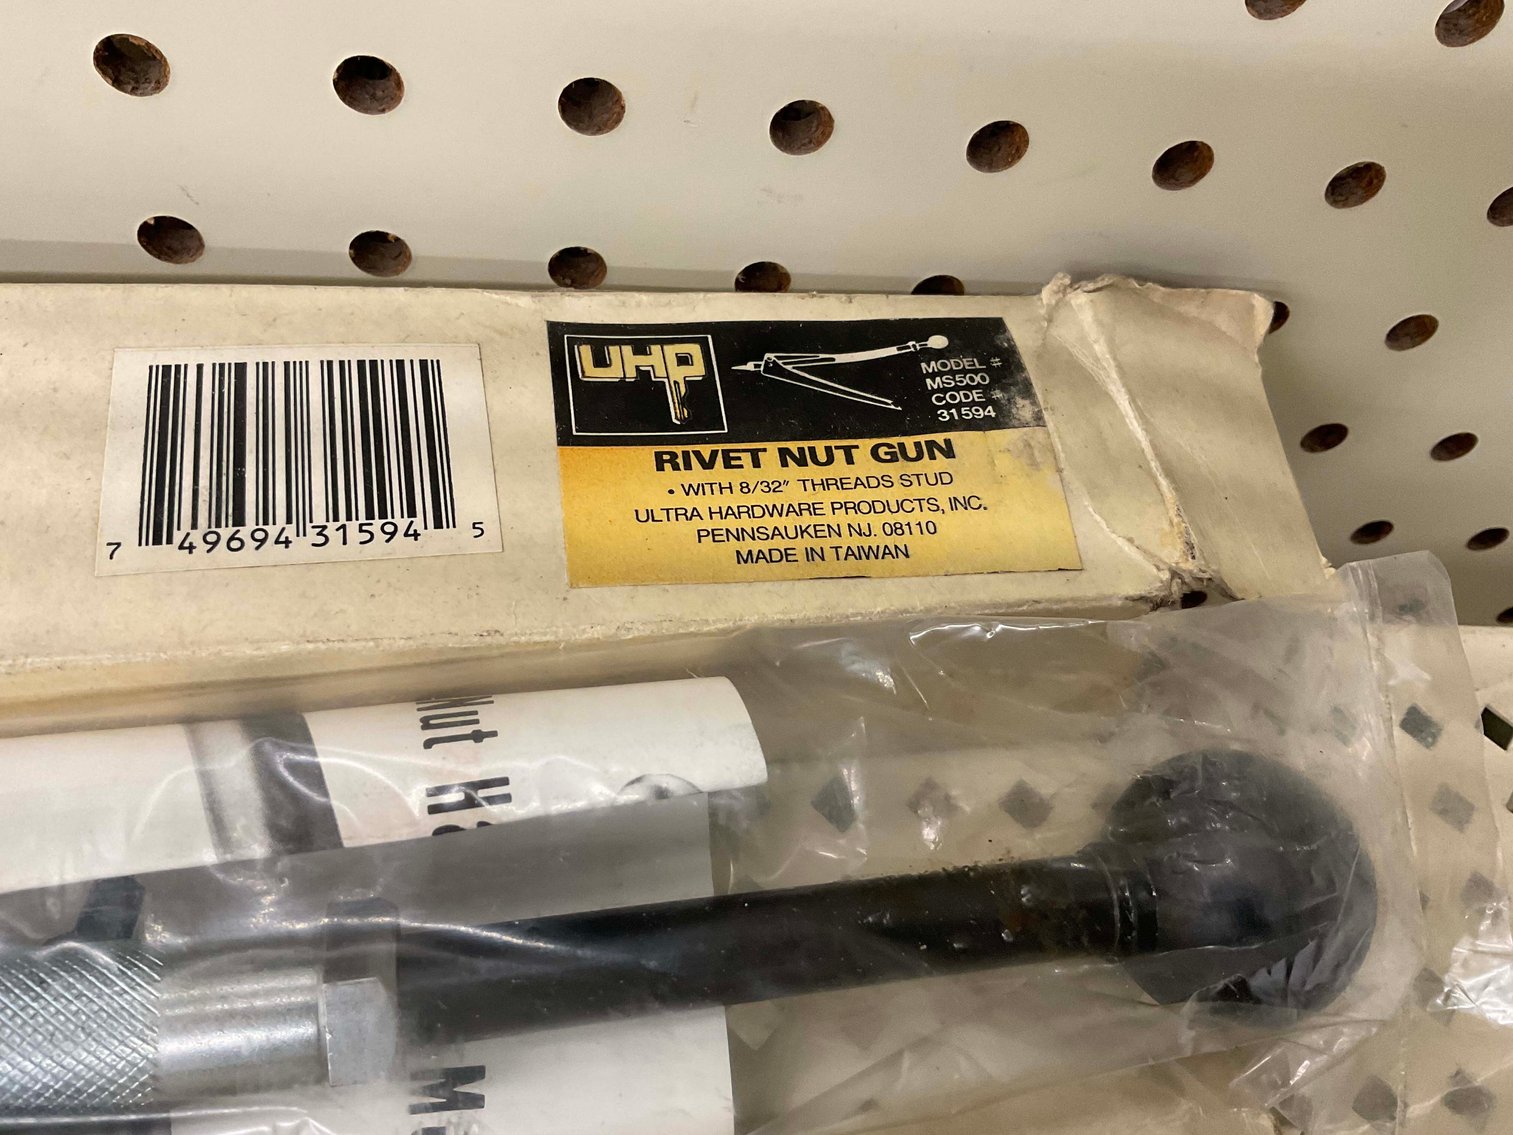 UHP
MODEL #
MS500
CODE #
31594
RIVET NUT GUN
• WITH 8/32" THREADS STUD
ULTRA HARDWARE PRODUCTS, INC.
PENNSAUKEN NJ. 08110
MADE IN TAIWAN
7 49694 31594 5
Nut